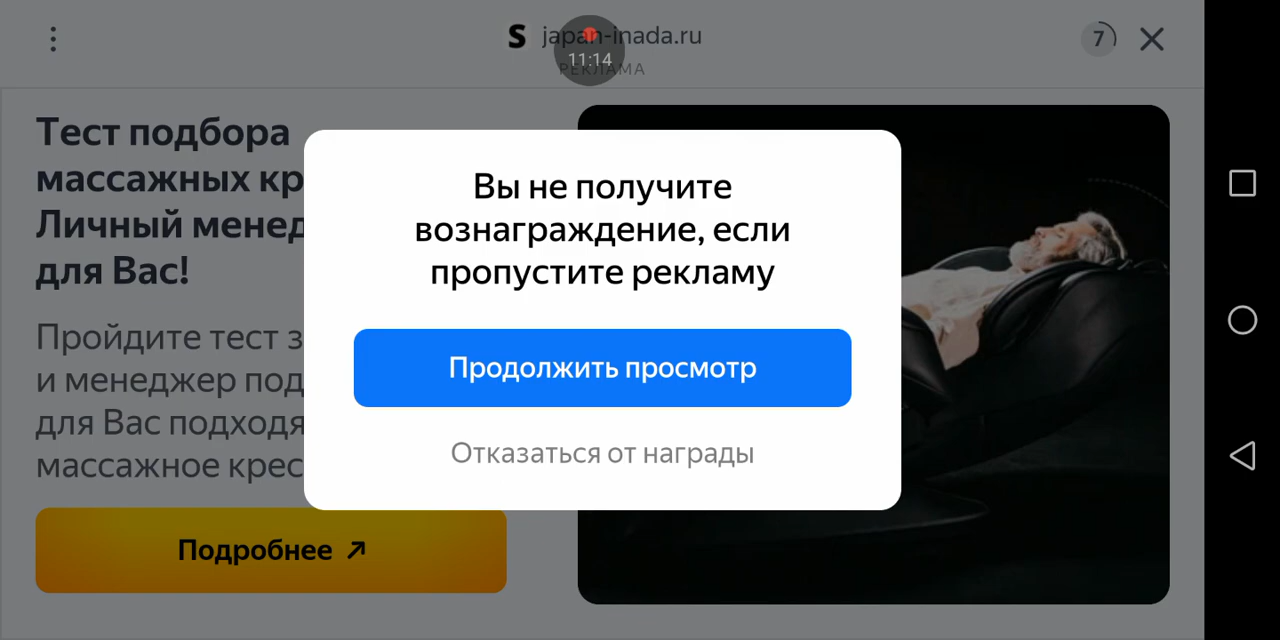 S japan-inada.ru
11:14
РЕКЛАМА
7
Тест подбора
массажных кр
Личный менед
для Вас!
Пройдите тест з
и менеджер под
для Вас подходя
массажное крес
Подробнее
Вы не получите
вознаграждение, если
пропустите рекламу
Продолжить просмотр
Отказаться от награды